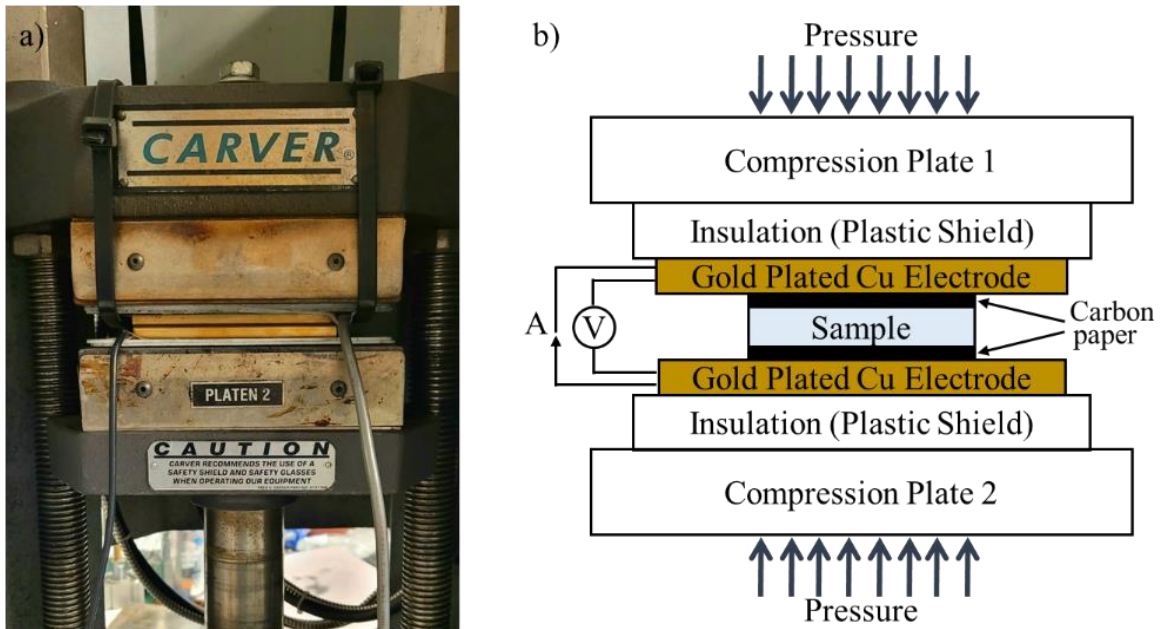 a)
CARVER®
PLATEN 2
CAUTION
CARVER RECOMMENDS THE USE OF A
SAFETY SHIELD AND SAFETY GLASSES
WHEN OPERATING OUR EQUIPMENT
b)
Pressure
Compression Plate 1
Insulation (Plastic Shield)
Gold Plated Cu Electrode
A
V
Sample
Carbon
paper
Gold Plated Cu Electrode
Insulation (Plastic Shield)
Compression Plate 2
Pressure